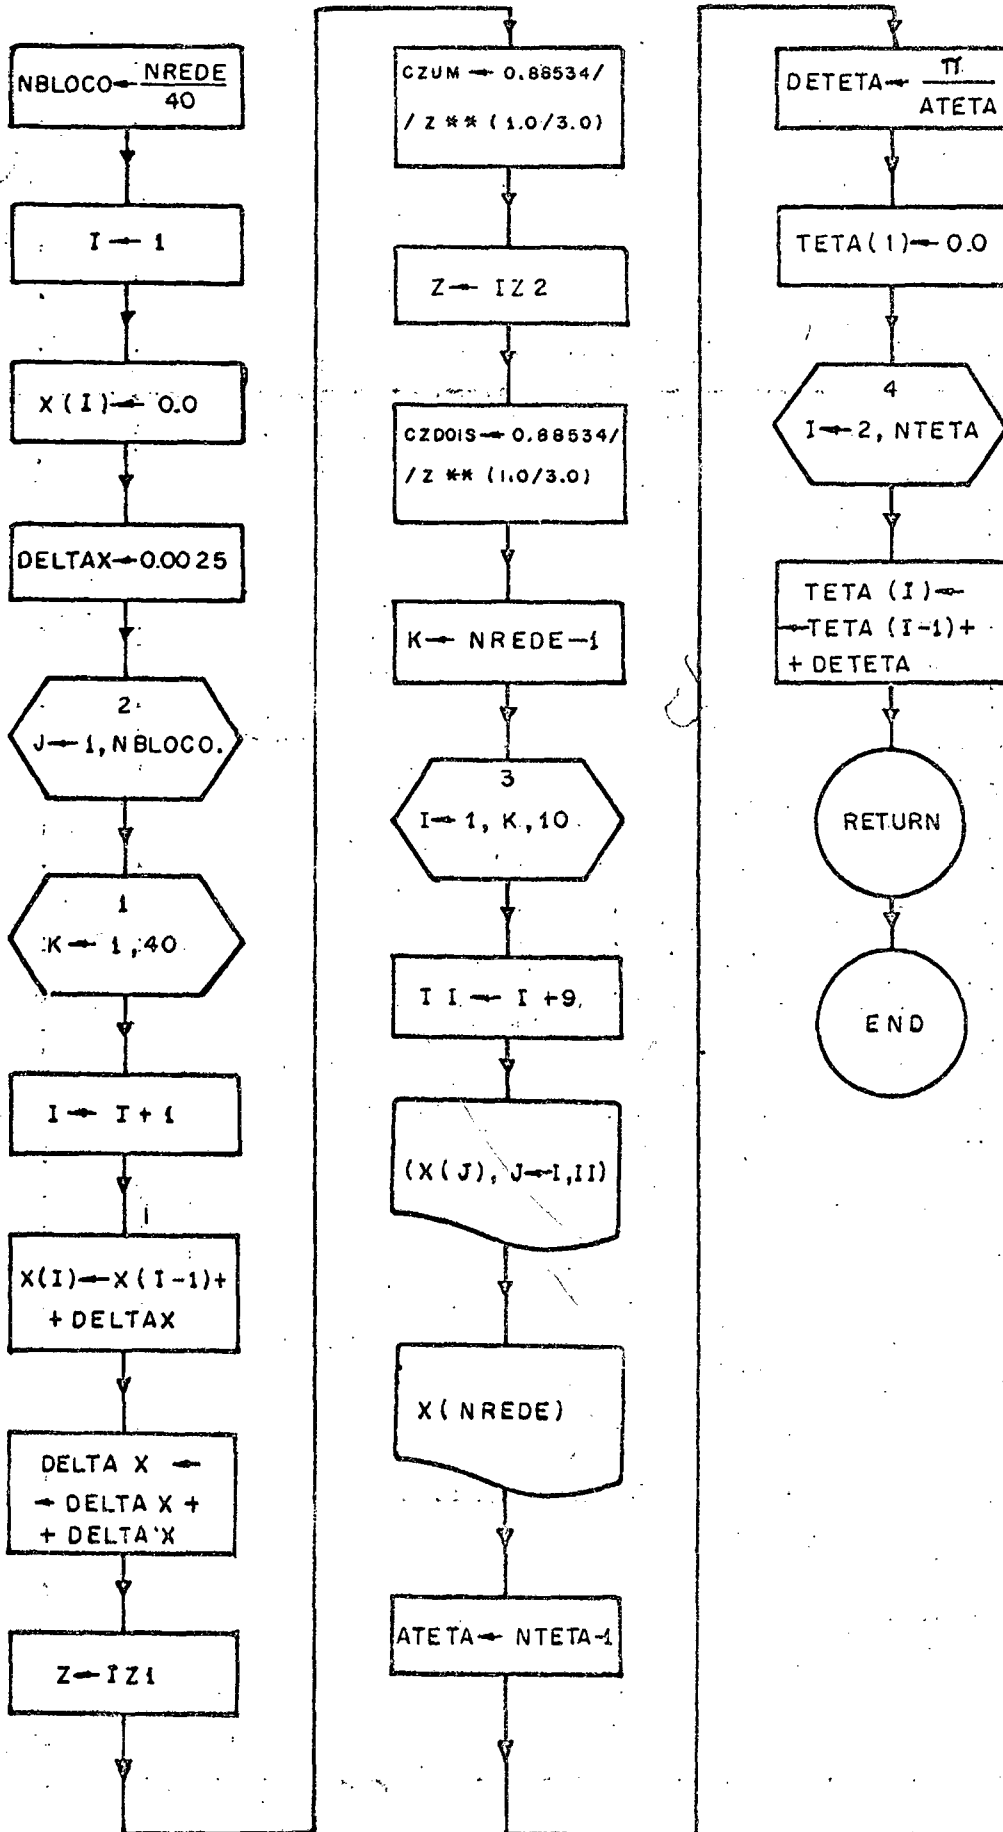 NBLOCO← NREDE
40
I ← 1
X (I) ← 0.0
DELTAX ← 0.0025
2
J ← 1, NBLOCO.
1
K ← 1, 40
I ← I + 1
X(I) ← X (I-1) +
+ DELTAX
DELTA X ←
← DELTA X +
+ DELTA X
Z ← IZ1
CZUM ← 0.88534/
/ Z ** (1.0/3.0)
Z ← IZ2
CZDOIS ← 0.88534/
/ Z ** (1.0/3.0)
K ← NREDE-1
3
I ← 1, K, 10
I I ← I + 9
(X(J), J←I,II)
X (NREDE)
ATETA ← NTETA-1
DETETA ← π
ATETA
TETA(1) ← 0.0
4
I ← 2, NTETA
TETA (I) ←
← TETA (I-1) +
+ DETETA
RETURN
END